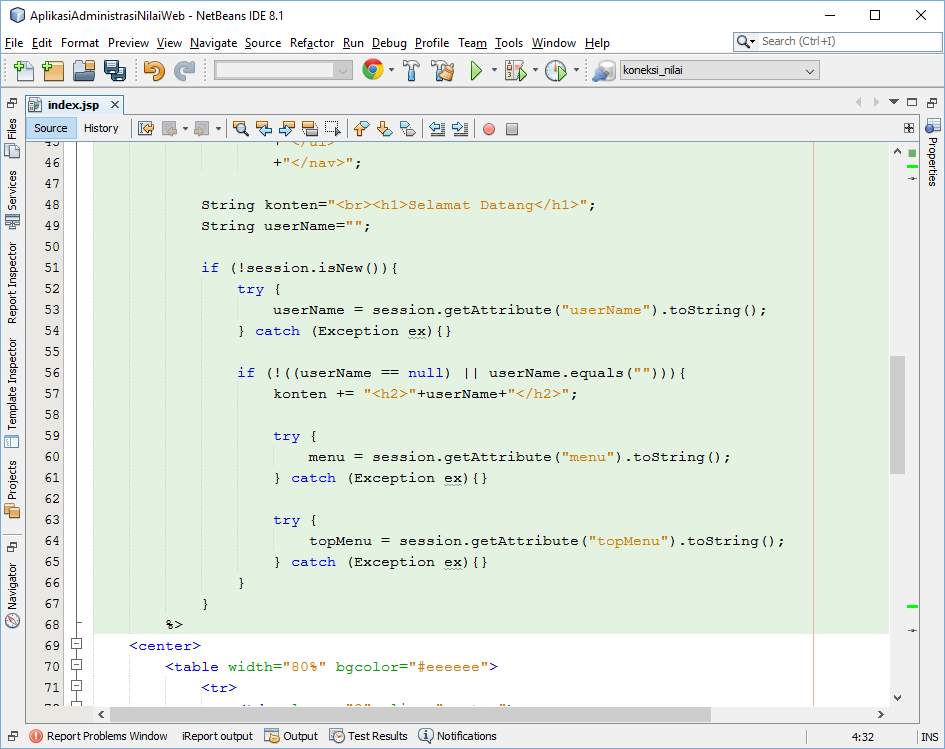 AplikasiAdministrasiNilaiWeb - NetBeans IDE 8.1
File Edit Format Preview View Navigate Source Refactor Run Debug Profile Team Tools Window Help
Search (Ctrl+I)
koneksi_nilai
index.jsp
Source History
Files
Services
Report Inspector
Template Inspector
Projects
Navigator
Properties
45 +"</ul>"
46 +"</nav>";
47
48 String konten="<br><h1>Selamat Datang</h1>";
49 String userName="";
50
51 if (!session.isNew()){
52 try {
53 userName = session.getAttribute("userName").toString();
54 } catch (Exception ex){}
55
56 if (!((userName == null) || userName.equals(""))){
57 konten += "<h2>"+userName+"</h2>";
58
59 try {
60 menu = session.getAttribute("menu").toString();
61 } catch (Exception ex){}
62
63 try {
64 topMenu = session.getAttribute("topMenu").toString();
65 } catch (Exception ex){}
66 }
67 }
68 %>
69 <center>
70 <table width="80%" bgcolor="#eeeeee">
71 <tr>
Report Problems Window iReport output Output Test Results Notifications 4:32 INS